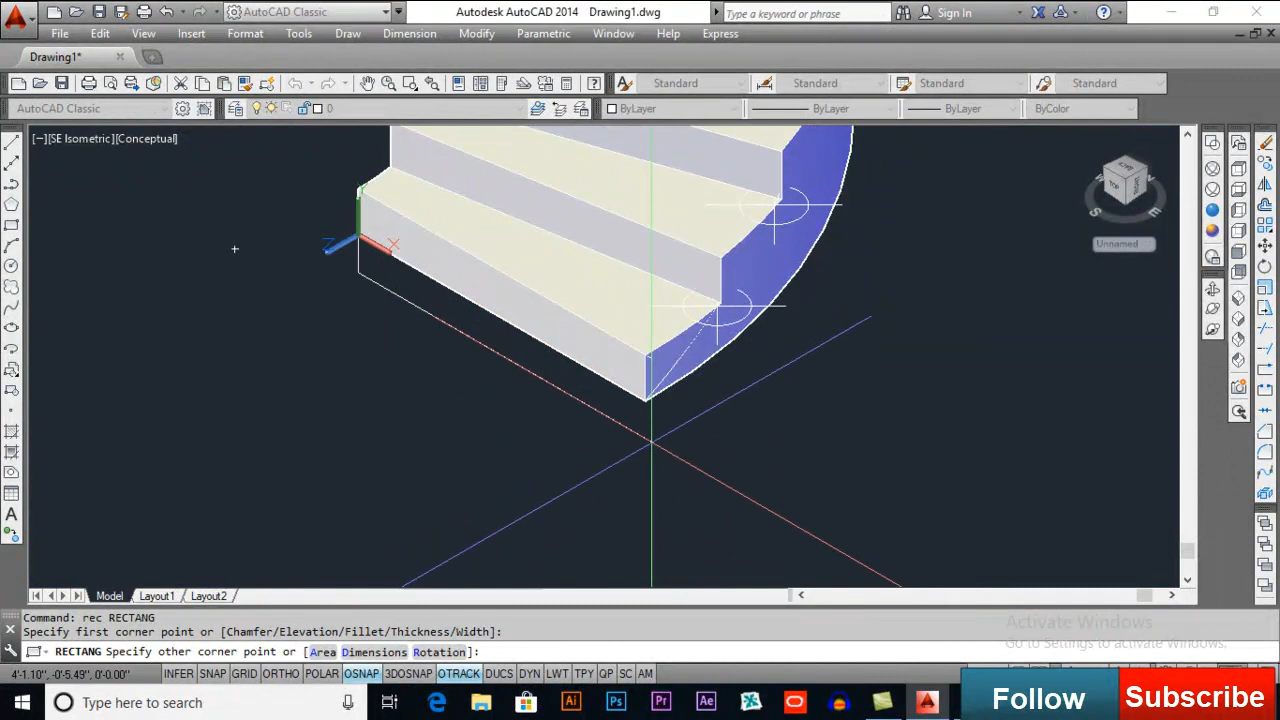 AutoCAD Classic
Autodesk AutoCAD 2014 Drawing1.dwg
Type a keyword or phrase
Sign In
File Edit View Insert Format Tools Draw Dimension Modify Parametric Window Help Express
Drawing1*
Standard Standard Standard Standard
AutoCAD Classic
0
ByLayer ByLayer ByLayer ByColor
[−][SE Isometric][Conceptual]
TOP
S E
Z X
Unnamed
Model Layout1 Layout2
Command: rec RECTANG
Specify first corner point or [Chamfer/Elevation/Fillet/Thickness/Width]:
RECTANG Specify other corner point or [Area Dimensions Rotation]:
Activate Windows
Go to Settings to activate Windows.
4'-1.10", -0'-5.49", 0'-0.00"
INFER SNAP GRID ORTHO POLAR OSNAP 3DOSNAP OTRACK DUCS DYN LWT TPY QP SC AM
Type here to search
Follow
Subscribe